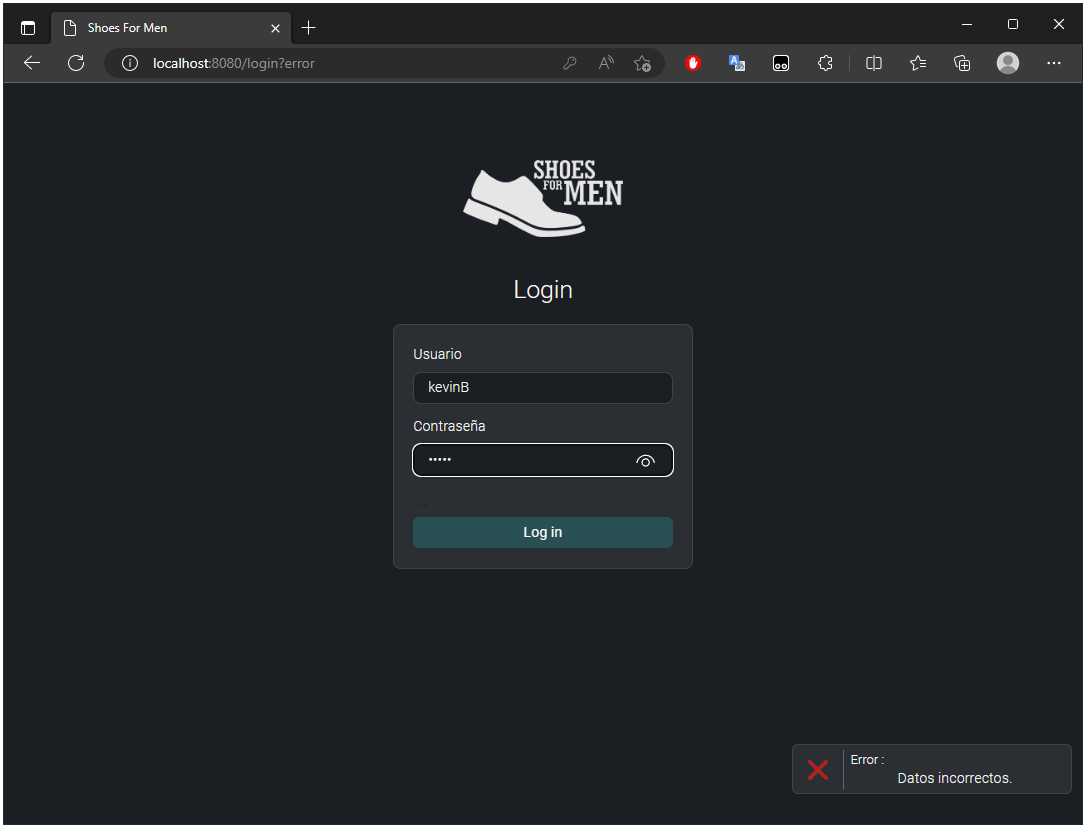 Shoes For Men
localhost:8080/login?error
SHOES
FOR MEN
Login
Usuario
kevinB
Contraseña
•••••
Log in
Error :
Datos incorrectos.